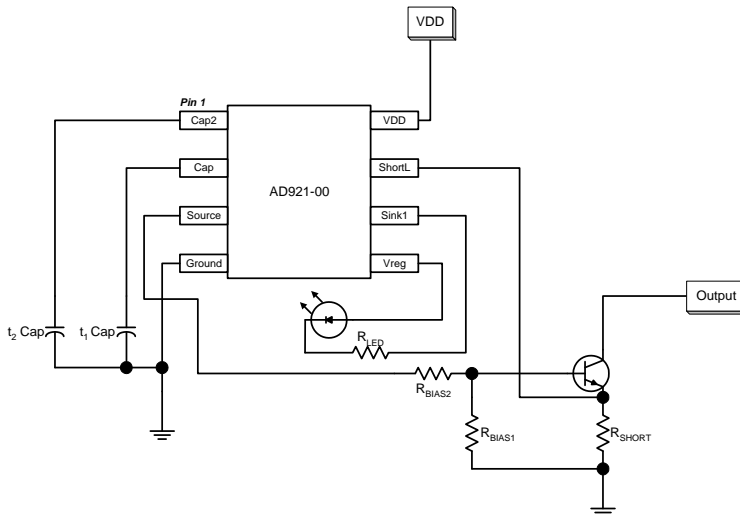 VDD
Pin 1
Cap2
VDD
Cap
ShortL
AD921-00
Source
Sink1
Ground
Vreg
t2 Cap
t1 Cap
RLED
Output
RBIAS2
RBIAS1
RSHORT